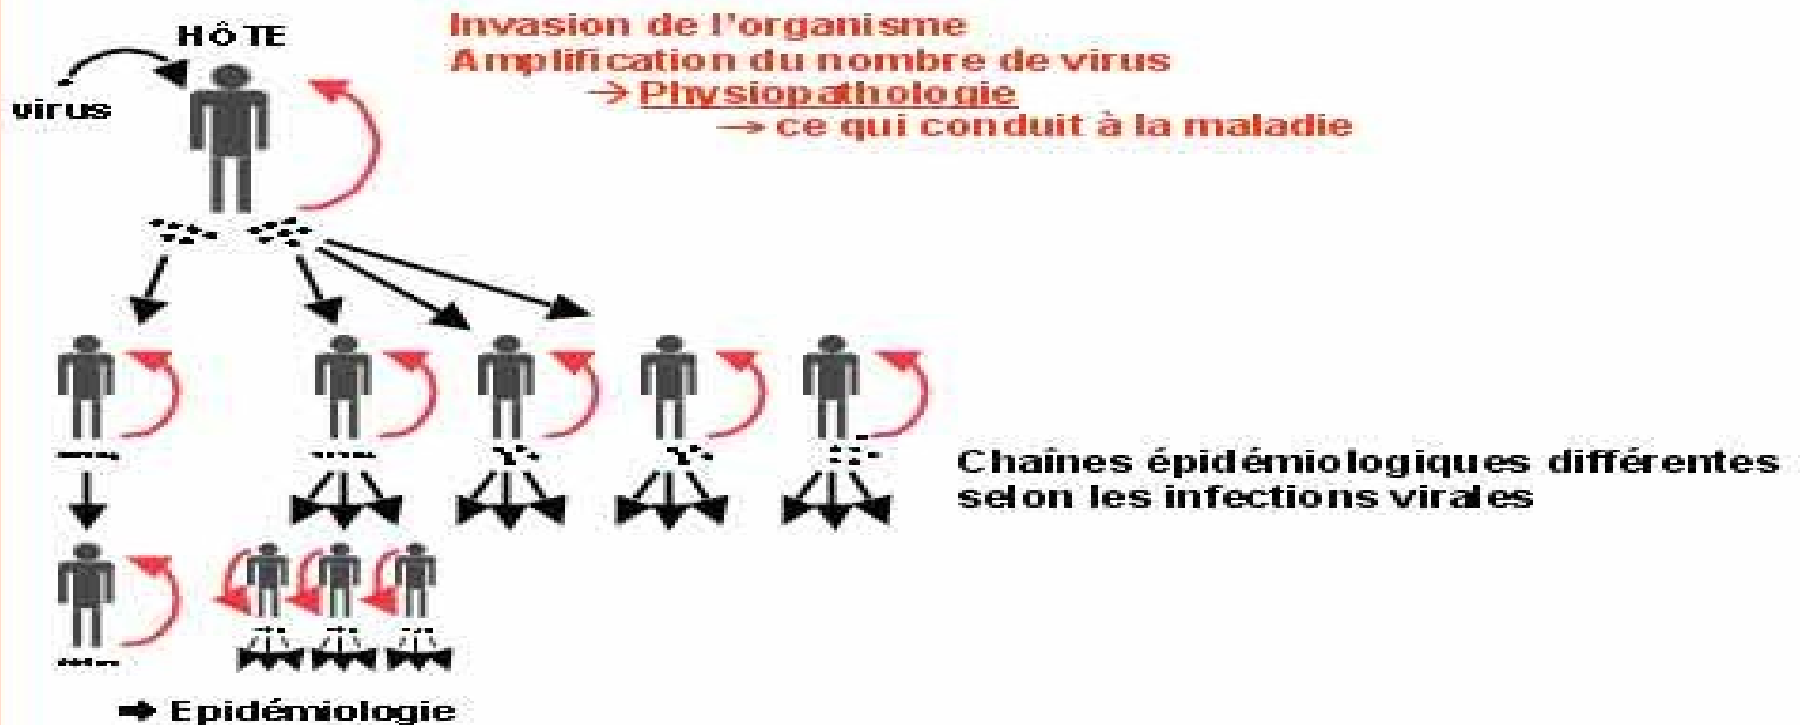 HÔTE
virus
Invasion de l'organisme
Amplification du nombre de virus
→ Physiopathologie
→ ce qui conduit à la maladie
Chaînes épidémiologiques différentes
selon les infections virales
➔ Epidémiologie